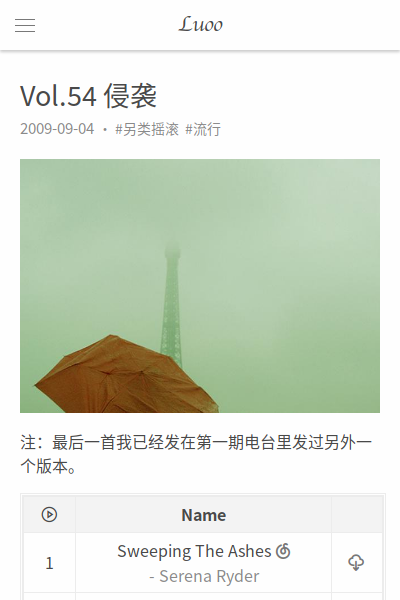 Luoo
Vol.54 侵袭
2009-09-04 • #另类摇滚 #流行
注：最后一首我已经发在第一期电台里发过另外一
个版本。
Name
1
Sweeping The Ashes
- Serena Ryder